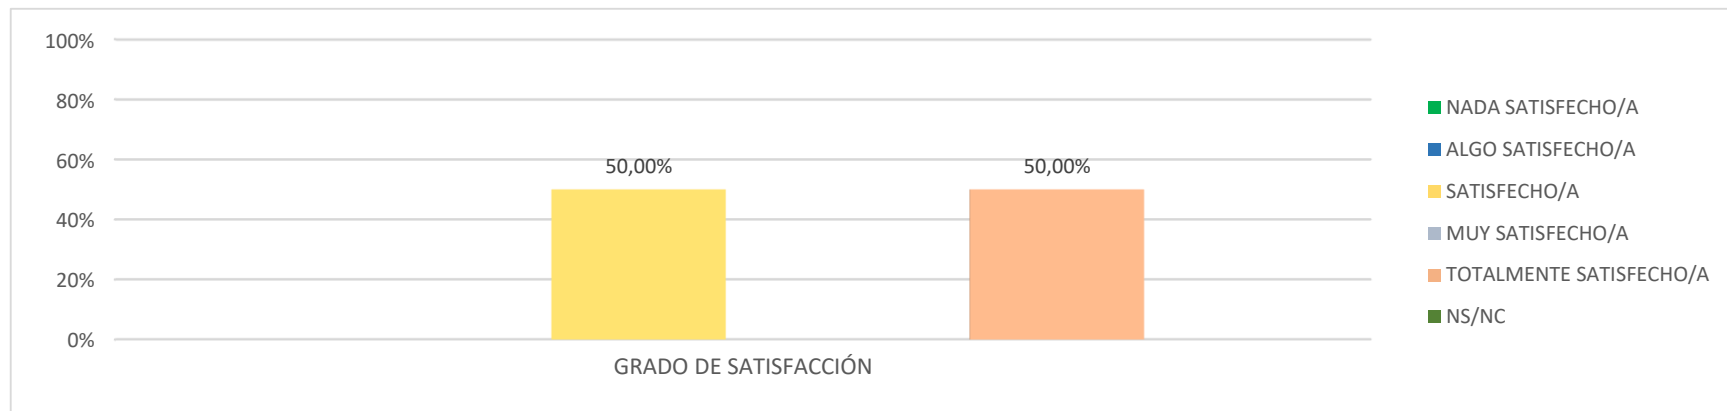 100%
80%
60%
40%
20%
0%
50,00%
50,00%
GRADO DE SATISFACCIÓN
NADA SATISFECHO/A
ALGO SATISFECHO/A
SATISFECHO/A
MUY SATISFECHO/A
TOTALMENTE SATISFECHO/A
NS/NC